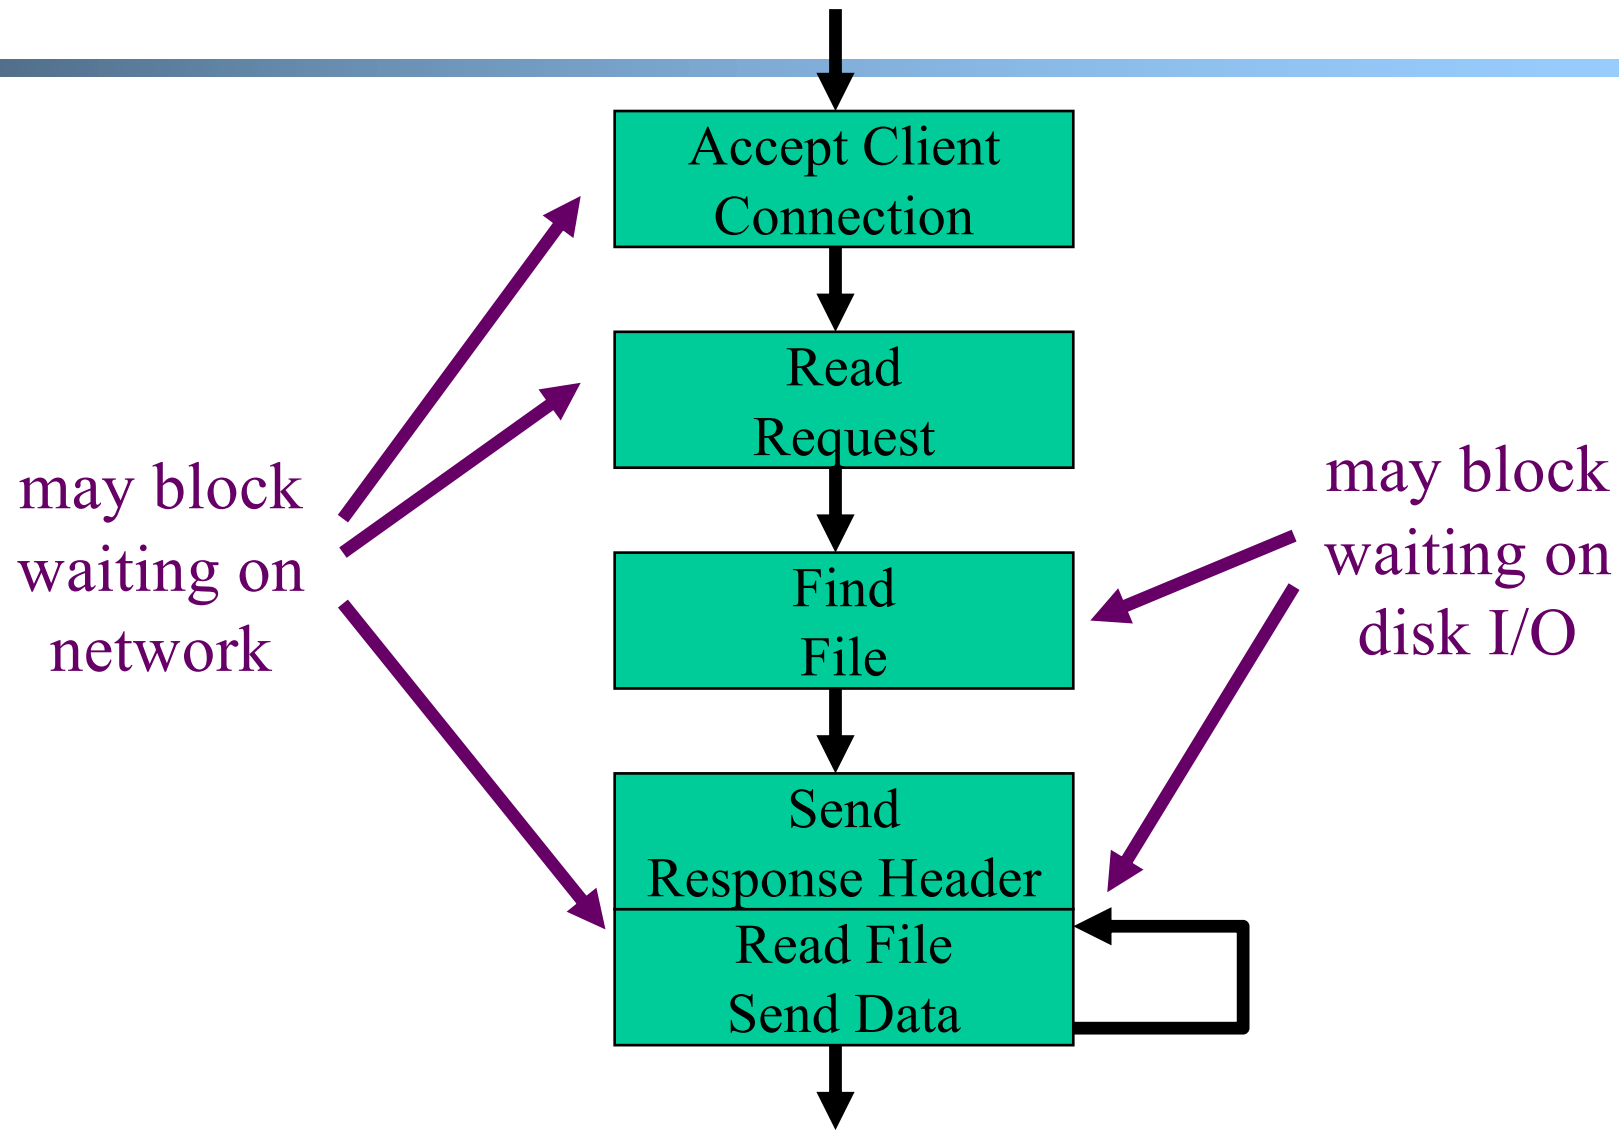 Accept Client
Connection
Read
Request
may block
waiting on
network
may block
waiting on
disk I/O
Find
File
Send
Response Header
Read File
Send Data